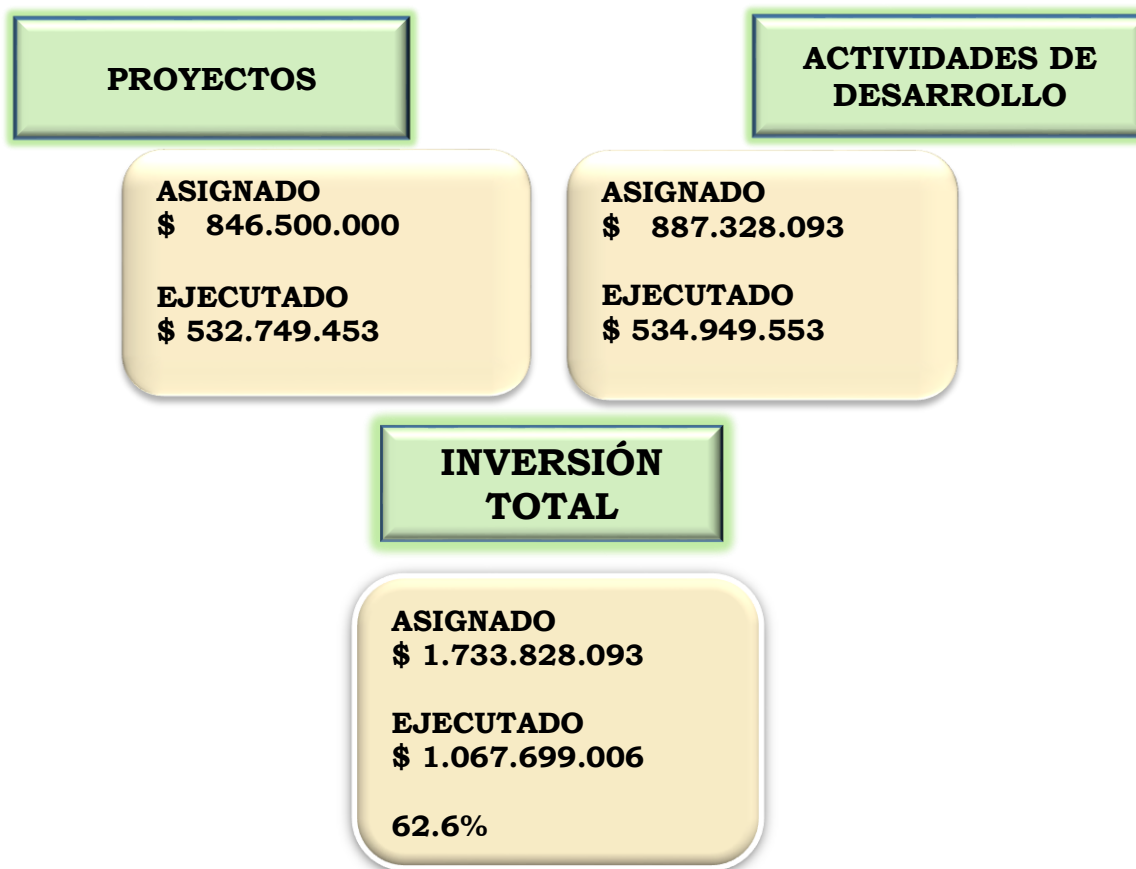 PROYECTOS
ACTIVIDADES DE
DESARROLLO
ASIGNADO
$ 846.500.000
EJECUTADO
$ 532.749.453
ASIGNADO
$ 887.328.093
EJECUTADO
$ 534.949.553
INVERSIÓN
TOTAL
ASIGNADO
$ 1.733.828.093
EJECUTADO
$ 1.067.699.006
62.6%